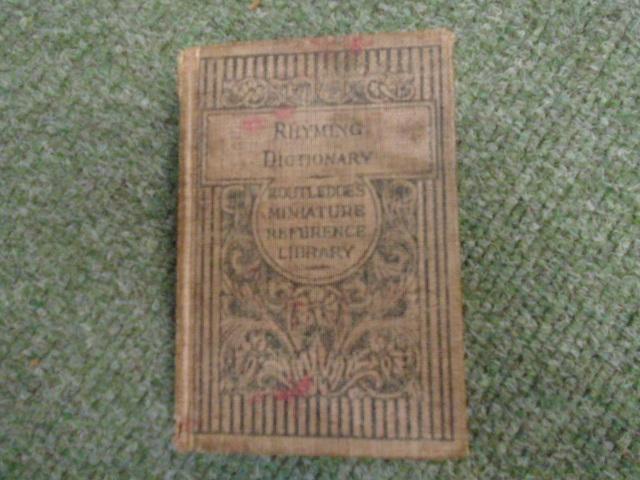 RHYMING
DICTIONARY
ROUTLEDGE'S
MINIATURE
REFERENCE
LIBRARY